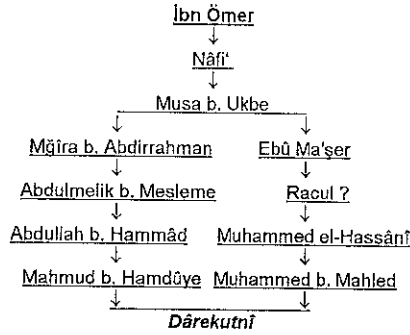 İbn Ömer
Nâfi‘
Musa b. Ukbe
Mğîra b. Abdirrahman Ebû Ma'şer
Abdulmelik b. Mesleme Racul ?
Abdullah b. Hammâd Muhammed el-Hassânî
Mahmud b. Hamdûye Muhammed b. Mahled
Dârekutnî